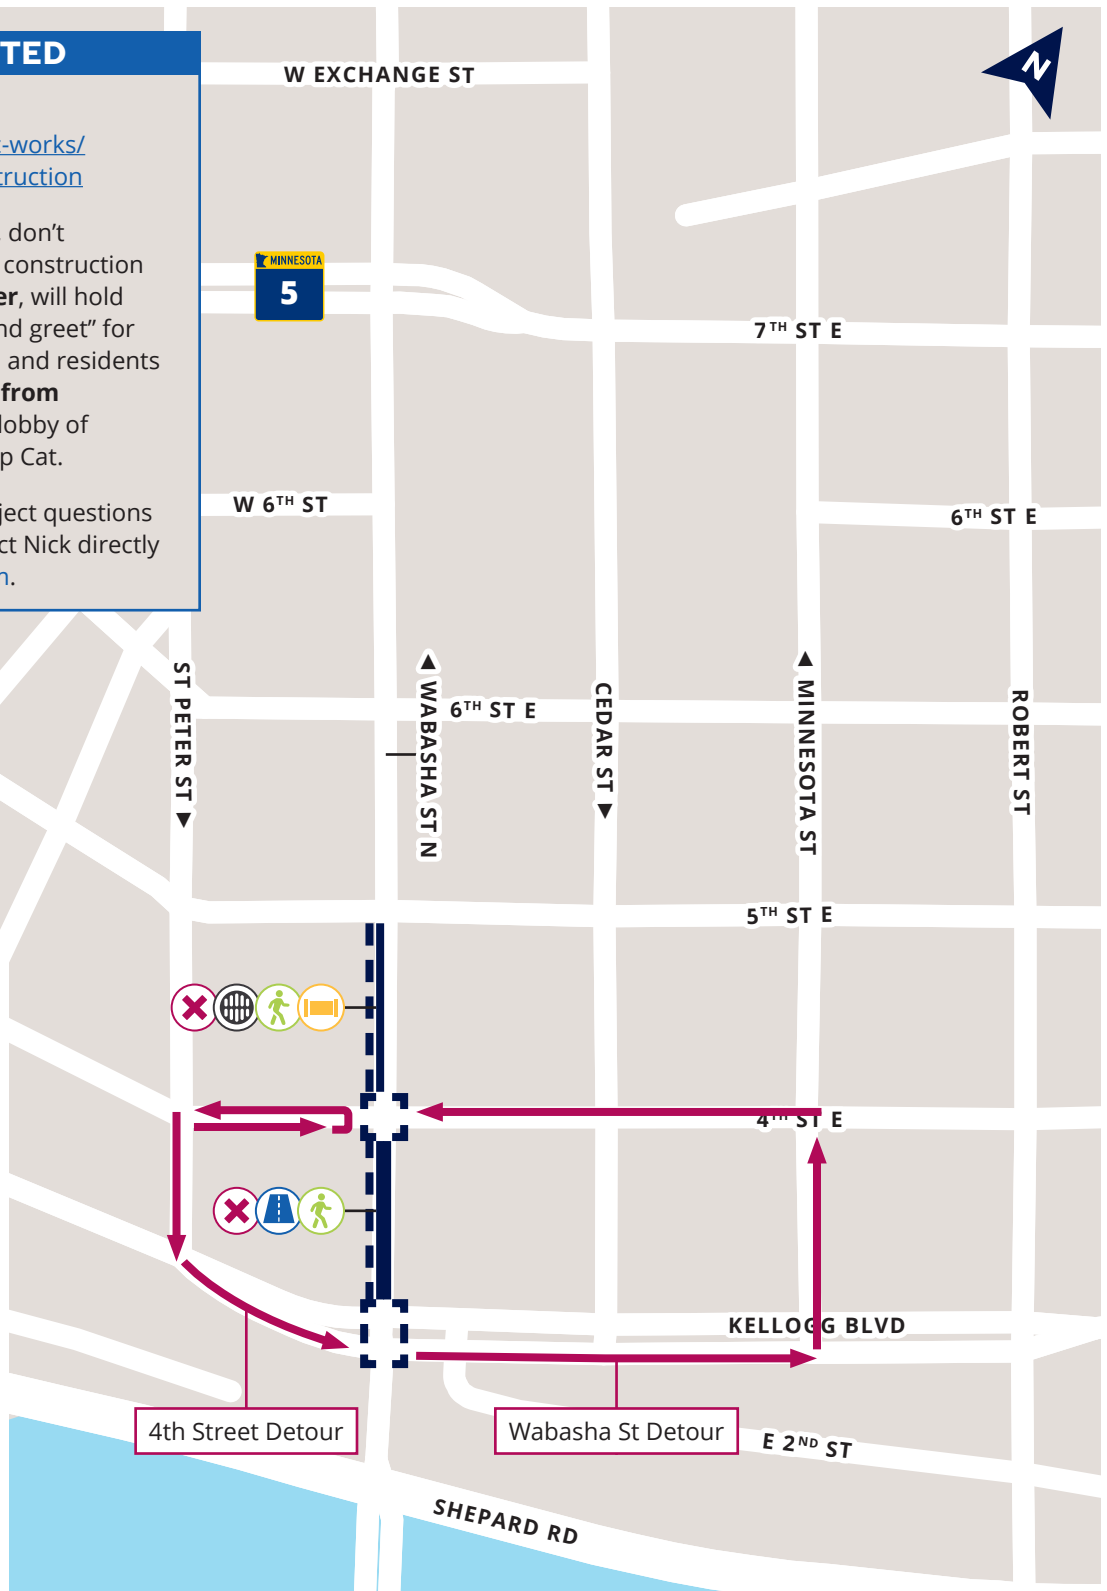 TED
-works/
truction
don't
construction
er, will hold
nd greet” for
and residents
from
lobby of
p Cat.
ject questions
ct Nick directly
.
W EXCHANGE ST
N
MINNESOTA
5
7TH ST E
W 6TH ST
6TH ST E
ST PETER ST
WABASHA ST N
6TH ST E
CEDAR ST
MINNESOTA ST
ROBERT ST
5TH ST E
4TH ST E
KELLOGG BLVD
4th Street Detour
Wabasha St Detour
E 2ND ST
SHEPARD RD